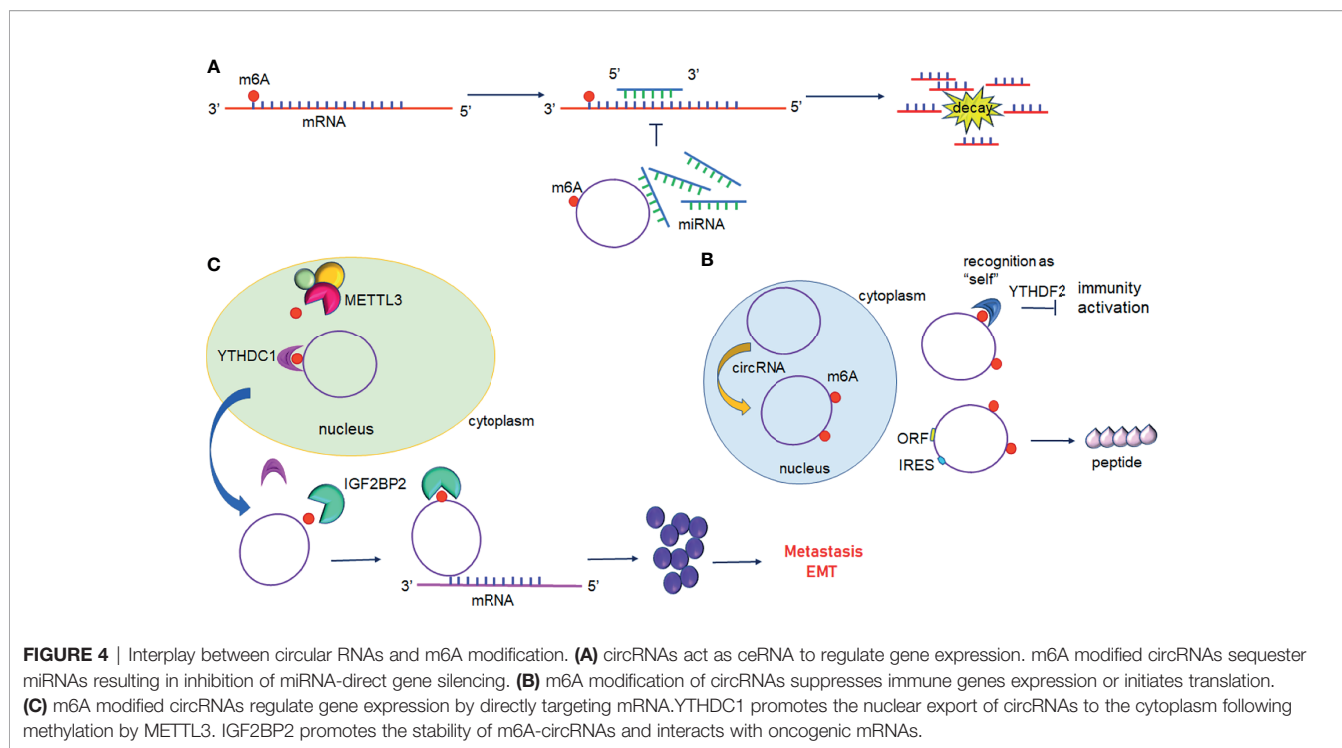 A
m6A
3’
5’
mRNA
5’
3’
3’
5’
decay
m6A
miRNA
C
METTL3
YTHDC1
nucleus
cytoplasm
IGF2BP2
3’
5’
mRNA
Metastasis
EMT
B
cytoplasm
circRNA
m6A
nucleus
recognition as
“self”
YTHDF2
immunity
activation
ORF
IRES
peptide
FIGURE 4 | Interplay between circular RNAs and m6A modification. (A) circRNAs act as ceRNA to regulate gene expression. m6A modified circRNAs sequester
miRNAs resulting in inhibition of miRNA-direct gene silencing. (B) m6A modification of circRNAs suppresses immune genes expression or initiates translation.
(C) m6A modified circRNAs regulate gene expression by directly targeting mRNA.YTHDC1 promotes the nuclear export of circRNAs to the cytoplasm following
methylation by METTL3. IGF2BP2 promotes the stability of m6A-circRNAs and interacts with oncogenic mRNAs.